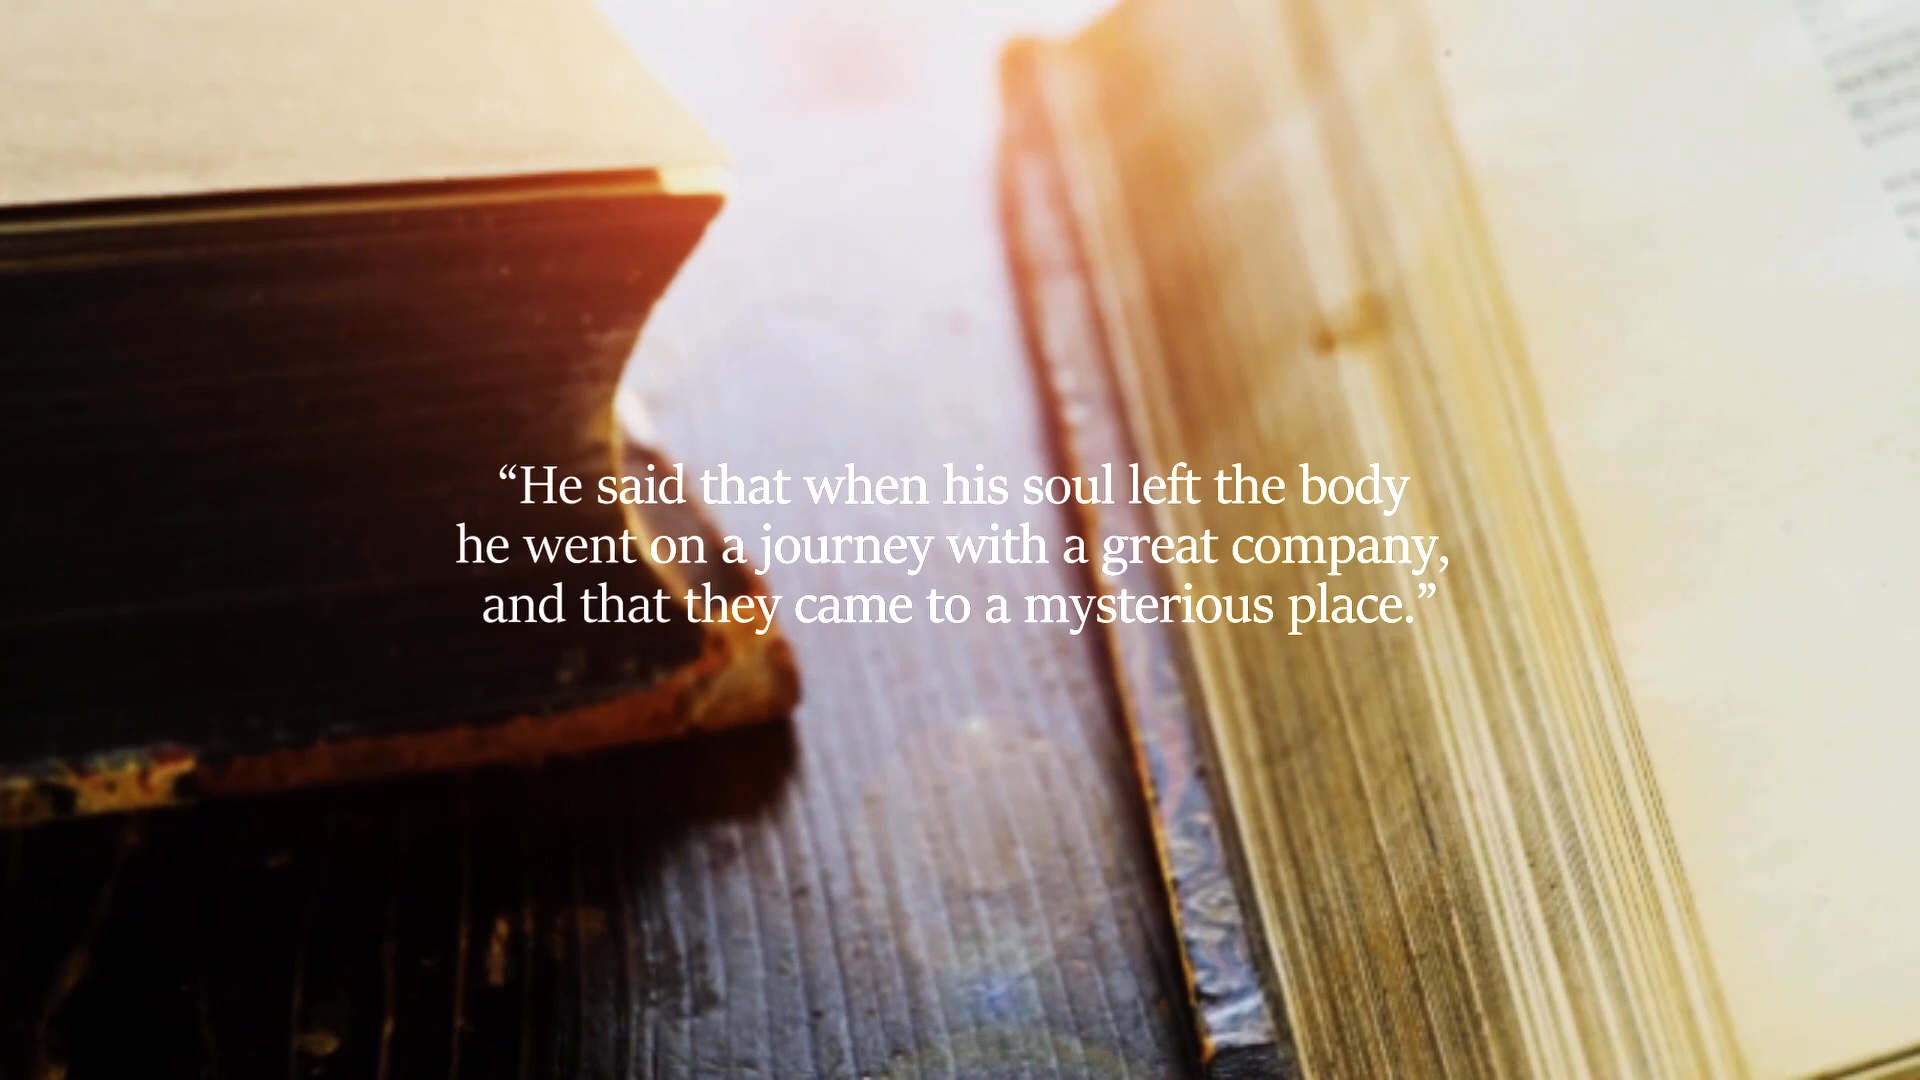 “He said that when his soul left the body
he went on a journey with a great company,
and that they came to a mysterious place.”